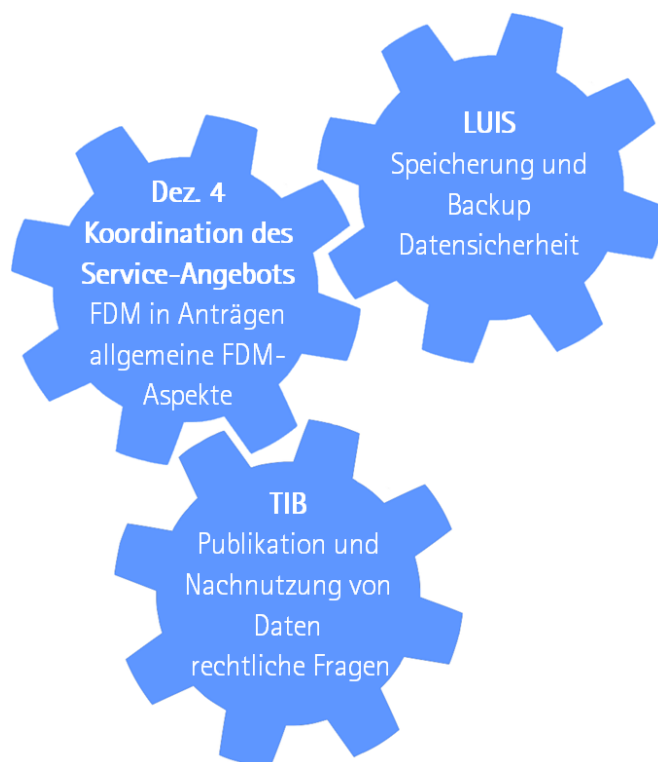 LUIS
Speicherung und
Backup
Datensicherheit
Dez. 4
Koordination des
Service-Angebots
FDM in Anträgen
allgemeine FDM-
Aspekte
TIB
Publikation und
Nachnutzung von
Daten
rechtliche Fragen